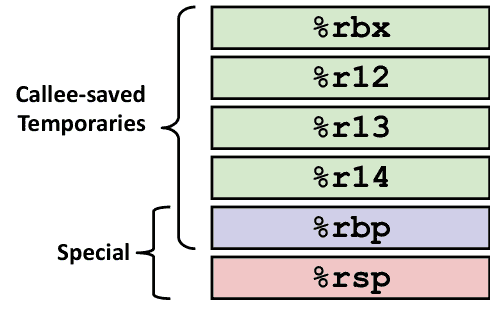 %rbx
%r12
Callee-saved
Temporaries
%r13
%r14
%rbp
Special
%rsp